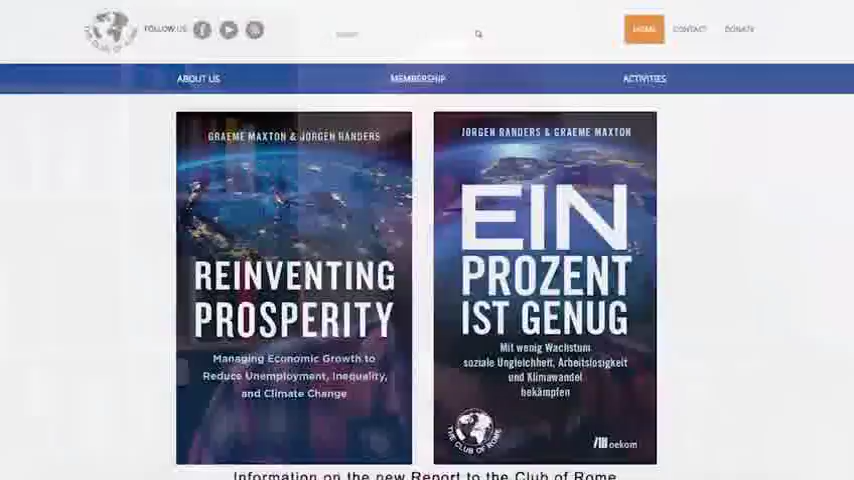 FOLLOW US
HOME
CONTACT
DONATE
ABOUT US
MEMBERSHIP
ACTIVITIES
GRAEME MAXTON & JORGEN RANDERS
REINVENTING
PROSPERITY
Managing Economic Growth to
Reduce Unemployment, Inequality,
and Climate Change
JØRGEN RANDERS & GRAEME MAXTON
EIN
PROZENT
IST GENUG
Mit wenig Wachstum
soziale Ungleichheit, Arbeitslosigkeit
und Klimawandel
bekämpfen
THE CLUB OF ROME
oekom
Information on the new Report to the Club of Rome